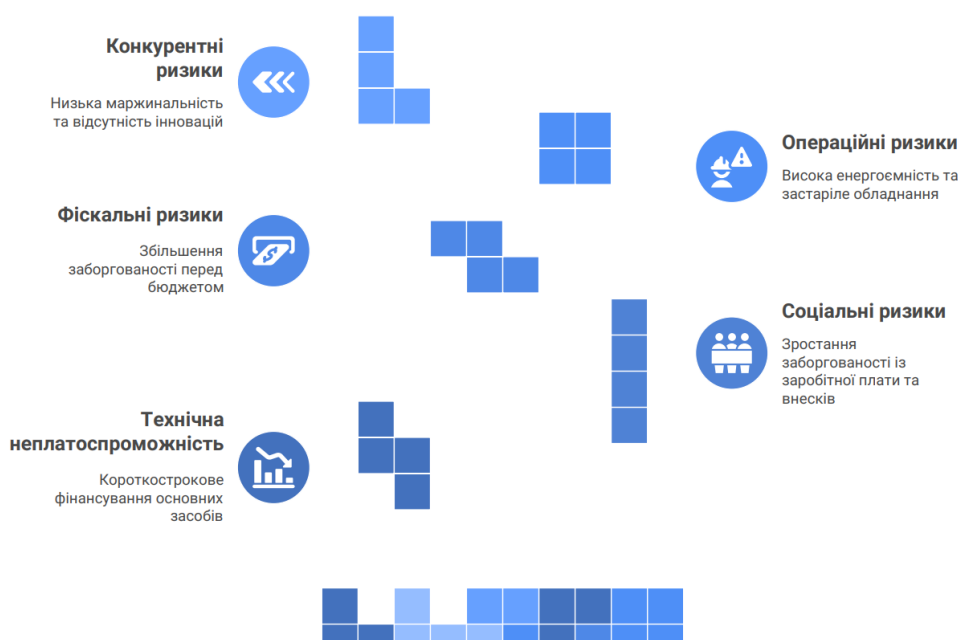 Конкурентні
ризики
Низька маржинальність
та відсутність інновацій
Операційні ризики
Висока енергоємність та
застаріле обладнання
Фіскальні ризики
Збільшення
заборгованості перед
бюджетом
Соціальні ризики
Зростання
заборгованості із
заробітної плати та
внесків
Технічна
неплатоспроможність
Короткострокове
фінансування основних
засобів